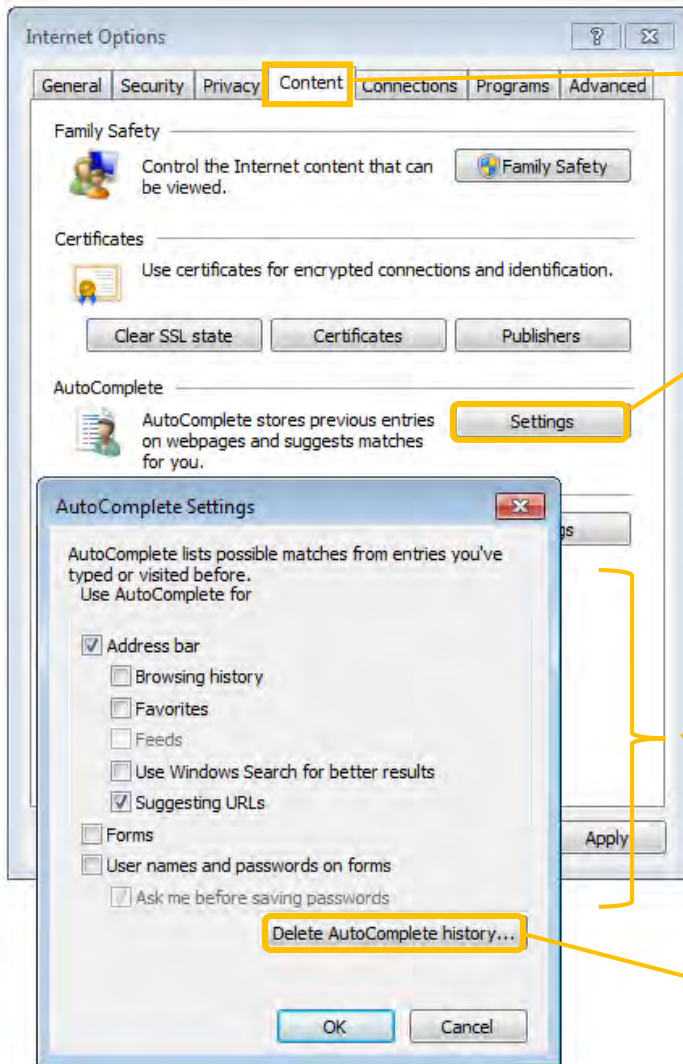 Internet Options
General Security Privacy Content Connections Programs Advanced
Family Safety
Control the Internet content that can
be viewed.
Family Safety
Certificates
Use certificates for encrypted connections and identification.
Clear SSL state Certificates Publishers
AutoComplete
AutoComplete stores previous entries
on webpages and suggests matches
for you.
Settings
AutoComplete Settings
AutoComplete lists possible matches from entries you've
typed or visited before.
Use AutoComplete for
Address bar
Browsing history
Favorites
Feeds
Use Windows Search for better results
Suggesting URLs
Forms
User names and passwords on forms
Ask me before saving passwords
Delete AutoComplete history...
OK Cancel
gs
Apply